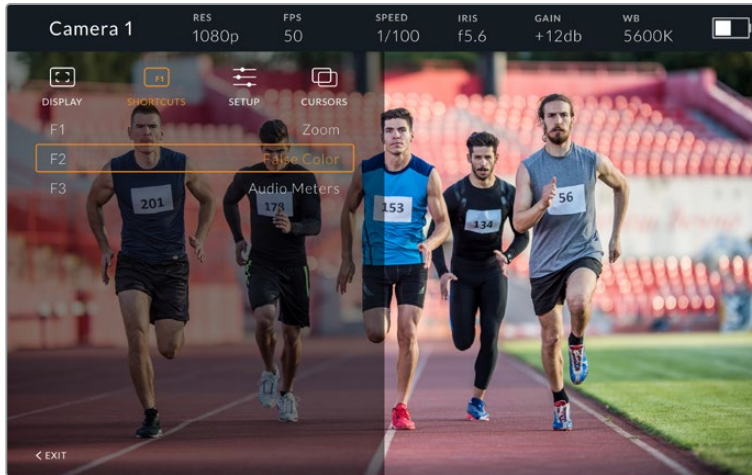 Camera 1
RES FPS SPEED IRIS GAIN WB
1080p 50 1/100 f5.6 +12db 5600K
F1
DISPLAY SHORTCUTS SETUP CURSORS
F1 Zoom
F2 False Color
F3 Audio Meters
201
178
153
134
56
< EXIT